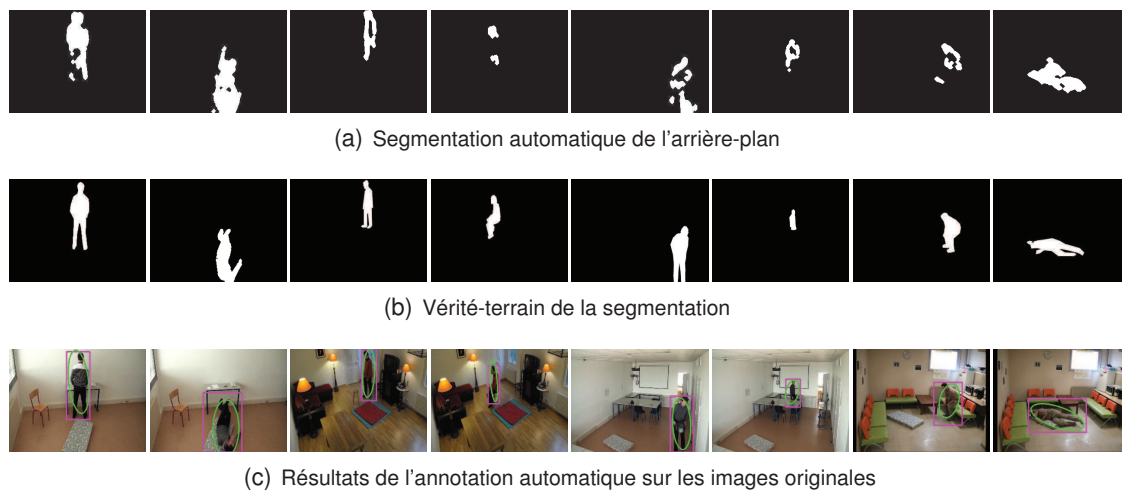 (a) Segmentation automatique de l'arrière-plan
(b) Vérité-terrain de la segmentation
(c) Résultats de l'annotation automatique sur les images originales